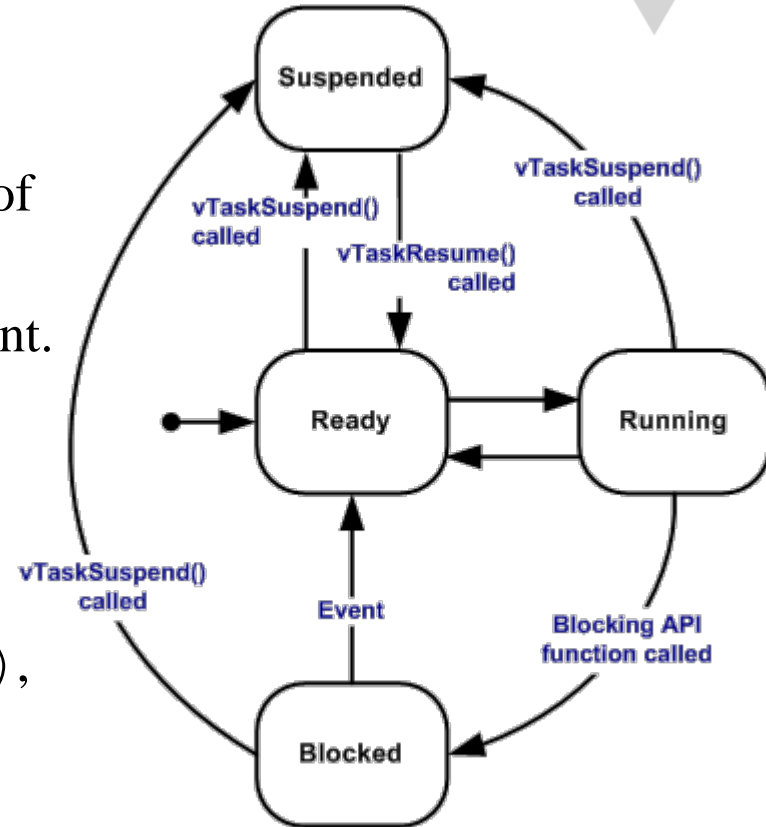 Suspended
of
vTaskSuspend()
called
vTaskSuspend()
called
vTaskResume()
called
nt.
Ready
Running
vTaskSuspend()
called
Event
Blocking API
function called
),
Blocked